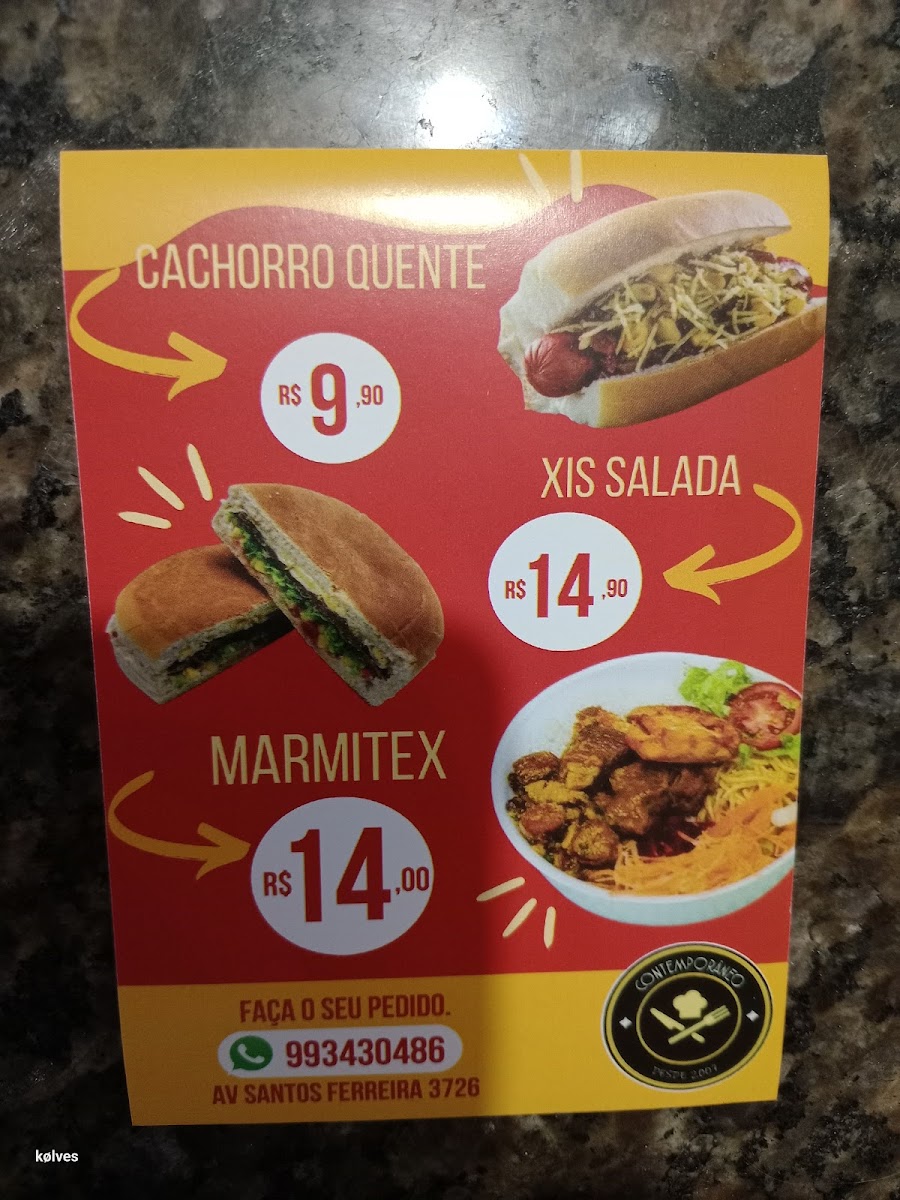 CACHORRO QUENTE
R$ 9,90
XIS SALADA
R$ 14,90
MARMITEX
R$ 14,00
FAÇA O SEU PEDIDO.
993430486
AV SANTOS FERREIRA 3726
CONTEMPORÂNEO
DESDE
kølves